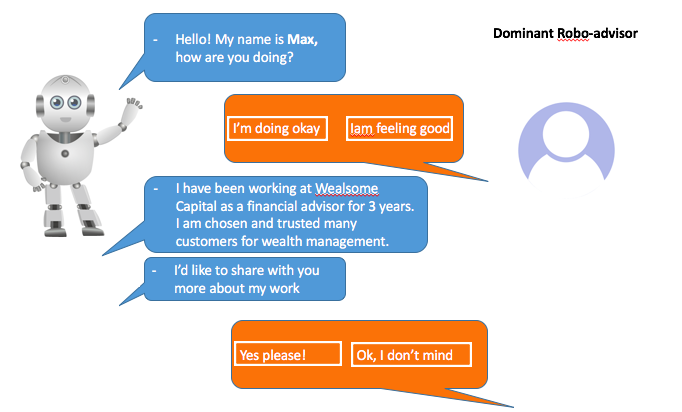 Dominant Robo-advisor
- Hello! My name is Max,
how are you doing?
I'm doing okay
Iam feeling good
- I have been working at Wealsome
Capital as a financial advisor for 3 years.
I am chosen and trusted many
customers for wealth management.
- I'd like to share with you
more about my work
Yes please!
Ok, I don't mind